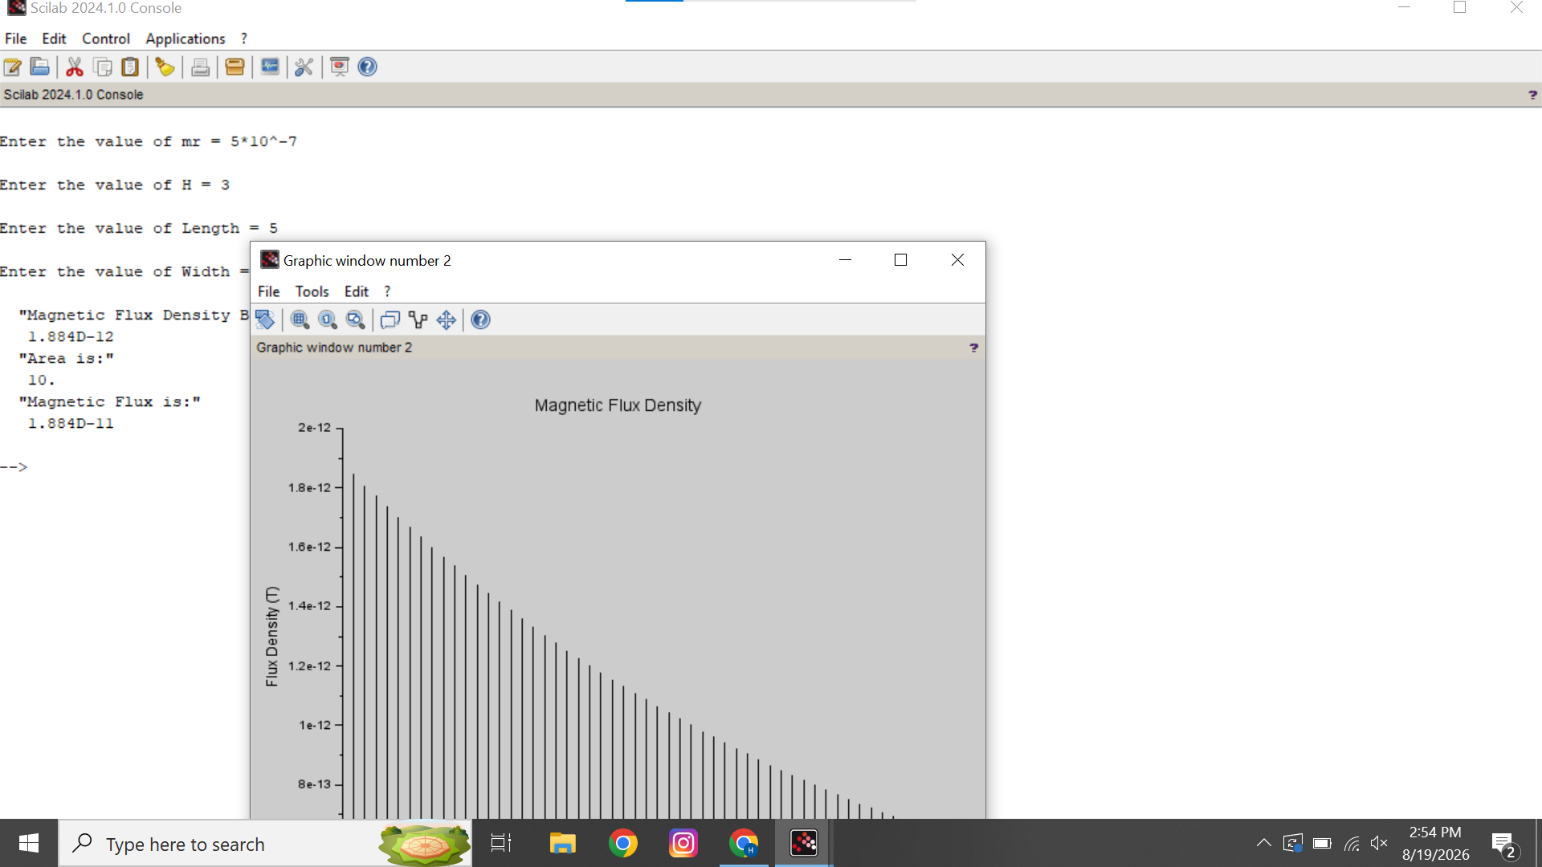 Scilab 2024.1.0 Console
File Edit Control Applications ?
Scilab 2024.1.0 Console ?
Enter the value of mr = 5*10^-7
Enter the value of H = 3
Enter the value of Length = 5
Enter the value of Width =
"Magnetic Flux Density B
1.884D-12
"Area is:"
10.
"Magnetic Flux is:"
1.884D-11
-->
Graphic window number 2
File Tools Edit ?
Graphic window number 2 ?
Magnetic Flux Density
2e-12
1.8e-12
1.6e-12
1.4e-12
1.2e-12
1e-12
8e-13
Flux Density (T)
Type here to search
H
2:54 PM
8/19/2026
2